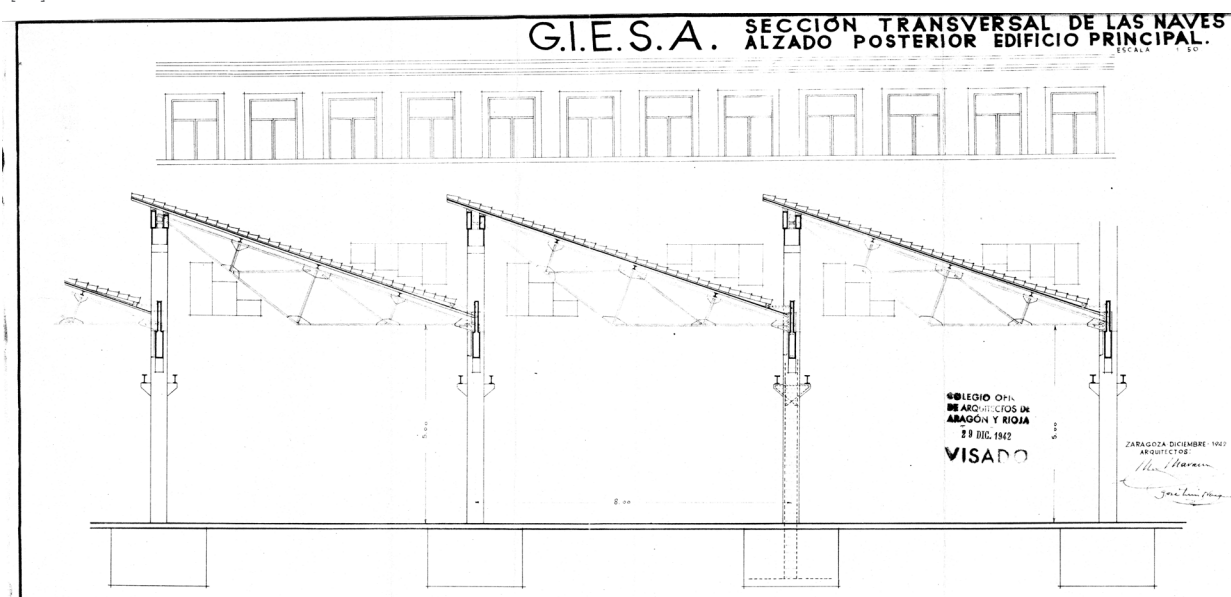 G.I.E.S.A.
SECCIÓN TRANSVERSAL DE LAS NAVES
ALZADO POSTERIOR EDIFICIO PRINCIPAL.
ESCALA 1:50
5.00
8.00
5.00
COLEGIO OFI.
DE ARQUITECTOS DE
ARAGÓN Y RIOJA
29 DIC. 1942
VISADO
ZARAGOZA-DICIEMBRE-1942
ARQUITECTOS: